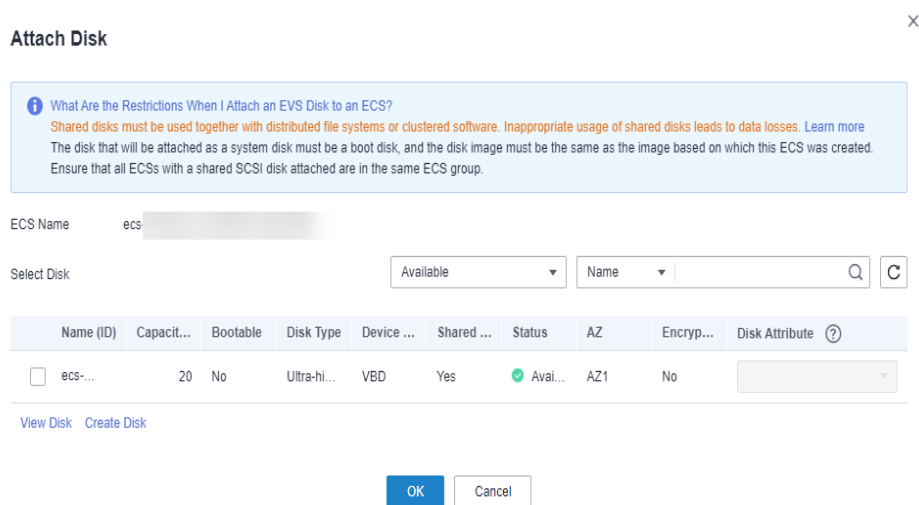 Attach Disk
What Are the Restrictions When I Attach an EVS Disk to an ECS?
Shared disks must be used together with distributed file systems or clustered software. Inappropriate usage of shared disks leads to data losses. Learn more
The disk that will be attached as a system disk must be a boot disk, and the disk image must be the same as the image based on which this ECS was created.
Ensure that all ECSs with a shared SCSI disk attached are in the same ECS group.
ECS Name ecs-
Select Disk Available Name
Name (ID) Capacit... Bootable Disk Type Device ... Shared ... Status AZ Encryp... Disk Attribute
ecs-... 20 No Ultra-hi... VBD Yes Avai... AZ1 No
View Disk Create Disk
OK Cancel